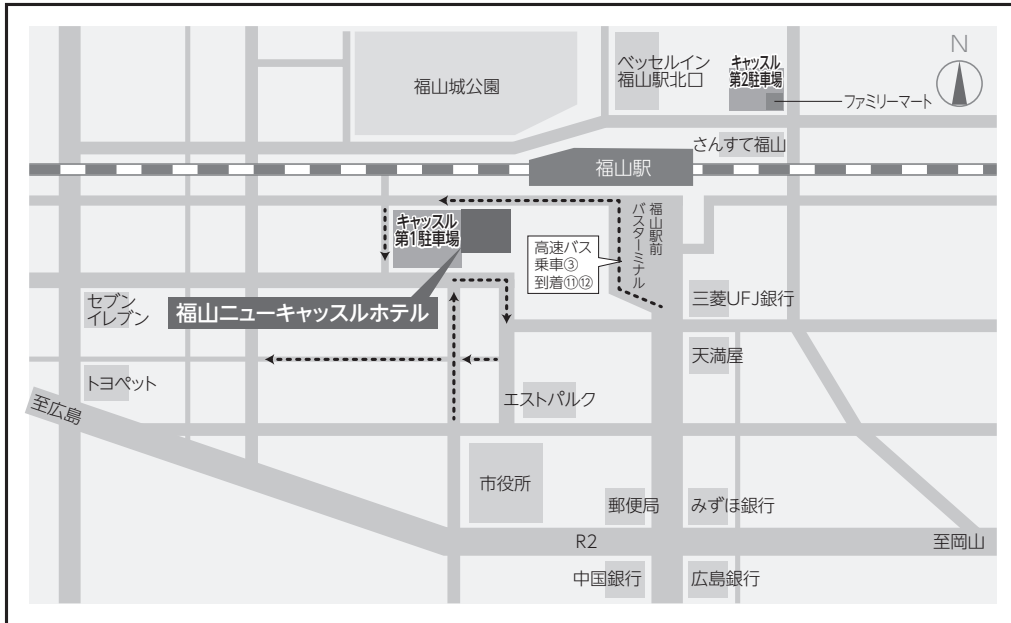 福山城公園
ベッセルイン
福山駅北口
キャッスル
第2駐車場
N
ファミリーマート
さんすて福山
福山駅
キャッスル
第1駐車場
高速バス
乗車③
到着⑪⑫
福山駅前
バスターミナル
セブン
イレブン
福山ニューキャッスルホテル
三菱UFJ銀行
天満屋
トヨペット
エストパルク
至広島
市役所
郵便局
みずほ銀行
R2
至岡山
中国銀行
広島銀行